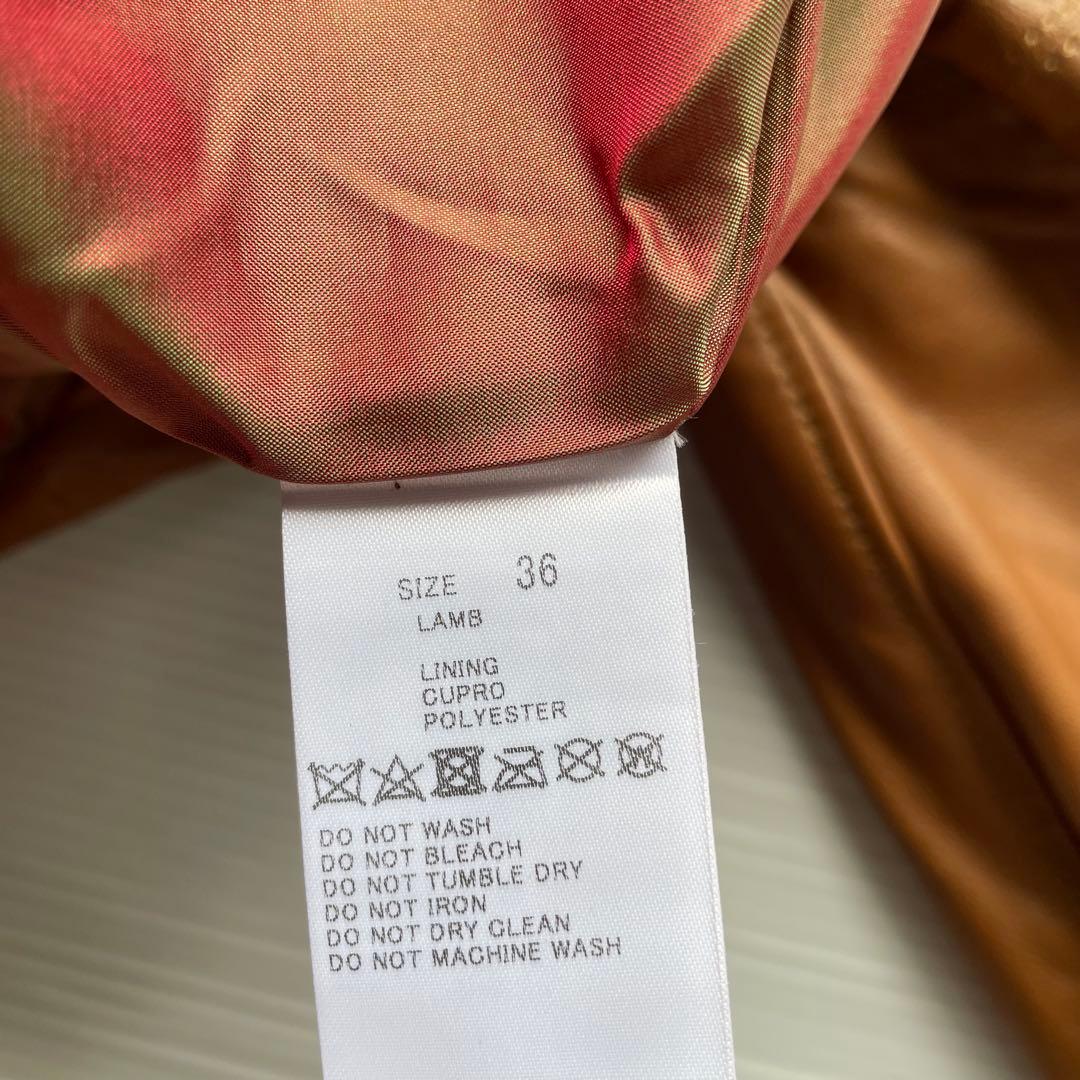 SIZE 36
LAMB
LINING
CUPRO
POLYESTER
DO NOT WASH
DO NOT BLEACH
DO NOT TUMBLE DRY
DO NOT IRON
DO NOT DRY CLEAN
DO NOT MACHINE WASH